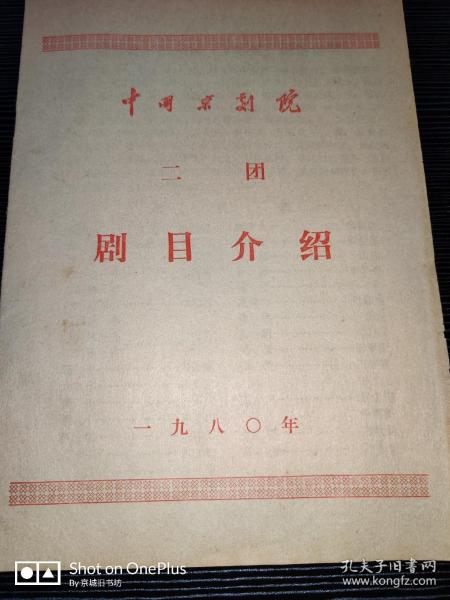 中国京剧院
二团
剧目介绍
一九八〇年
Shot on OnePlus
By 京城旧书坊
孔夫子旧书网
www.kongfz.com